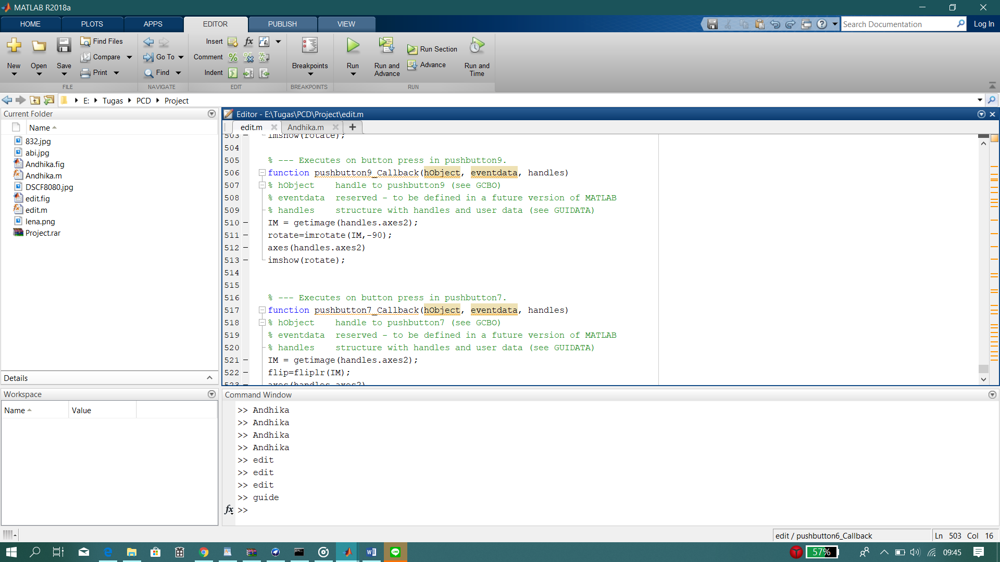 MATLAB R2018a
HOME PLOTS APPS EDITOR PUBLISH VIEW
Search Documentation
Log In
New
Open
Save
Find Files
Compare
Print
FILE
Go To
Find
NAVIGATE
Insert
Comment
Indent
EDIT
Breakpoints
BREAKPOINTS
Run
Run and Advance
Run Section
Advance
Run and Time
RUN
E: Tugas PCD Project
Current Folder
Name
832.jpg
abi.jpg
Andhika.fig
Andhika.m
DSCF8080.jpg
edit.fig
edit.m
lena.png
Project.rar
Details
Workspace
Name Value
Editor - E:\Tugas\PCD\Project\edit.m
edit.m Andhika.m
503 imshow(rotate);
504
505 % --- Executes on button press in pushbutton9.
506 function pushbutton9_Callback(hObject, eventdata, handles)
507 % hObject    handle to pushbutton9 (see GCBO)
508 % eventdata  reserved - to be defined in a future version of MATLAB
509 % handles    structure with handles and user data (see GUIDATA)
510 IM = getimage(handles.axes2);
511 rotate=imrotate(IM,-90);
512 axes(handles.axes2)
513 imshow(rotate);
514
515
516 % --- Executes on button press in pushbutton7.
517 function pushbutton7_Callback(hObject, eventdata, handles)
518 % hObject    handle to pushbutton7 (see GCBO)
519 % eventdata  reserved - to be defined in a future version of MATLAB
520 % handles    structure with handles and user data (see GUIDATA)
521 IM = getimage(handles.axes2);
522 flip=fliplr(IM);
523 axes(handles.axes2)
Command Window
>> Andhika
>> Andhika
>> Andhika
>> Andhika
>> edit
>> edit
>> edit
>> guide
fx >>
edit / pushbutton6_Callback
Ln 503 Col 16
57%
09:45